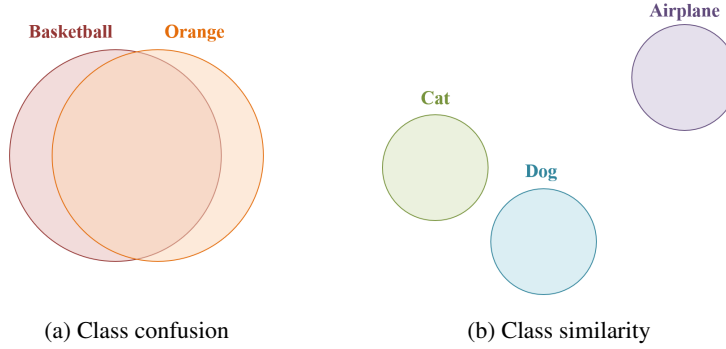 Basketball
Orange
Airplane
Cat
Dog
(a) Class confusion
(b) Class similarity